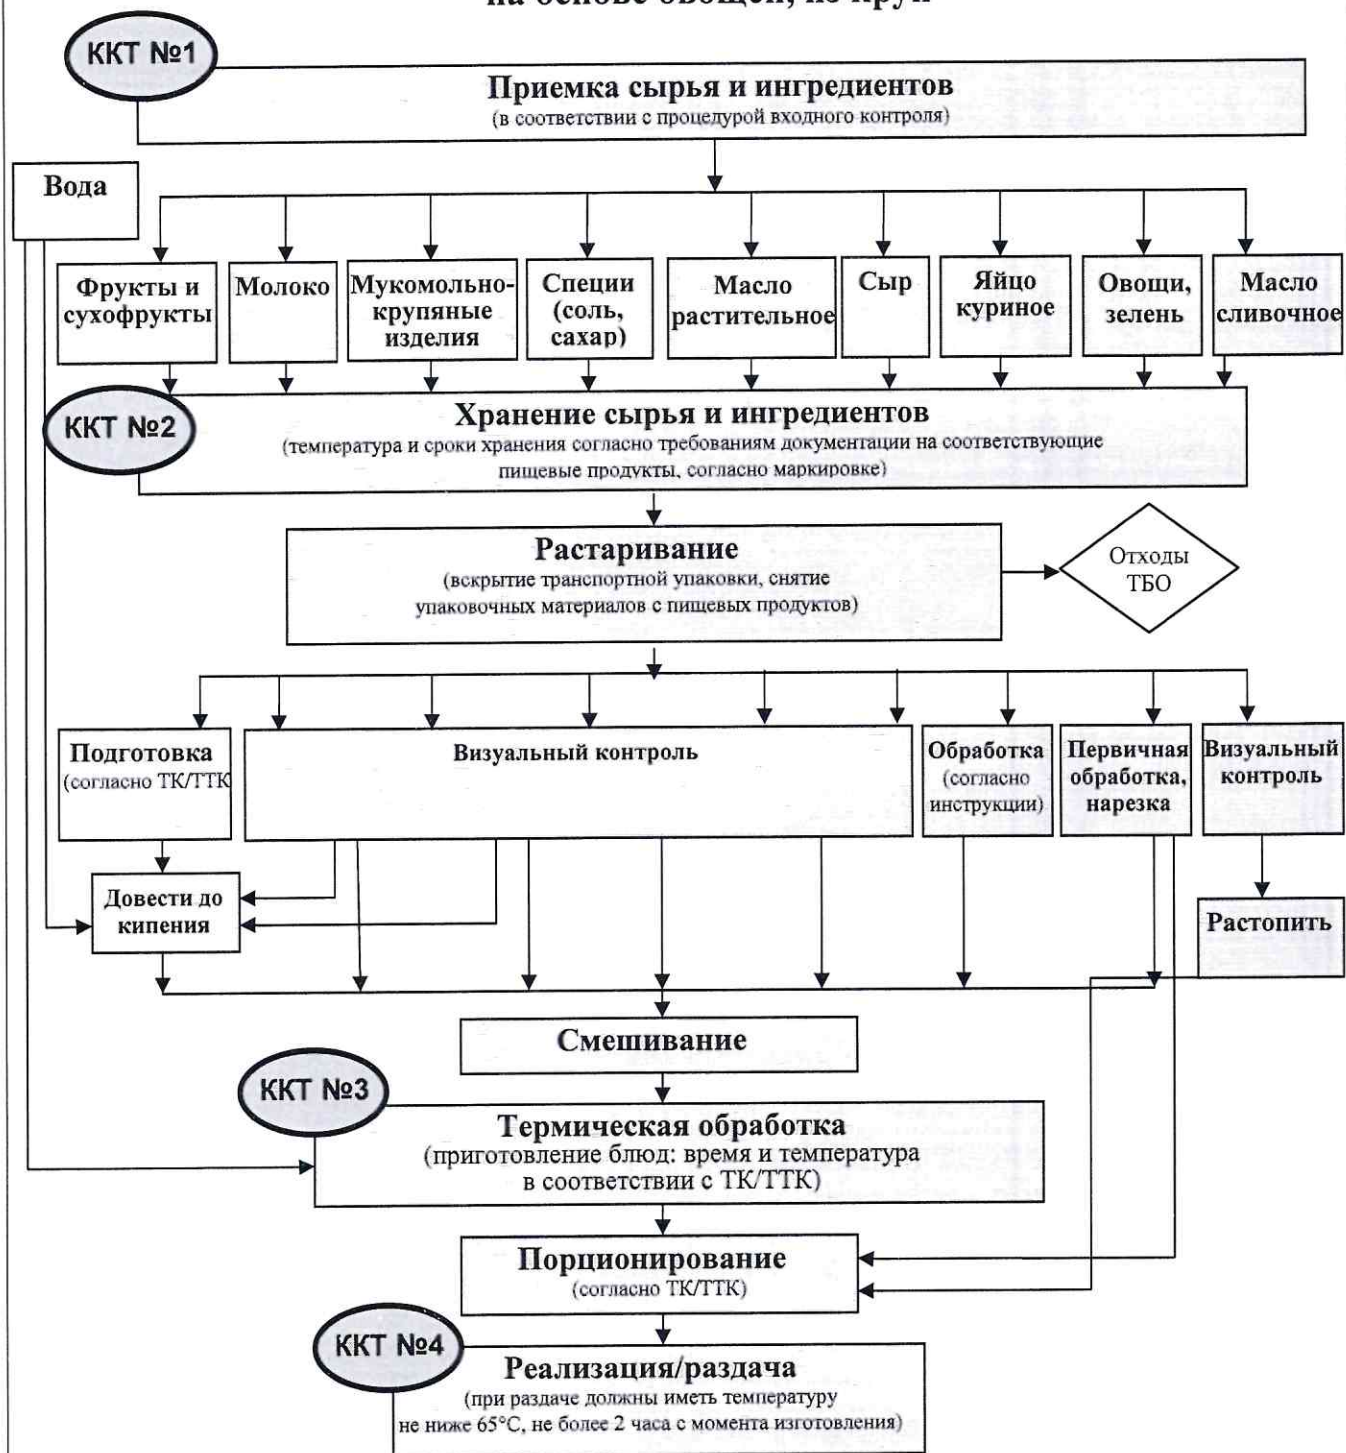 на основе овощей, из круп
ККТ №1
Приемка сырья и ингредиентов
(в соответствии с процедурой входного контроля)
Вода
Фрукты и
сухофрукты
Молоко
Мукомольно-
крупяные
изделия
Специи
(соль,
сахар)
Масло
растительное
Сыр
Яйцо
куриное
Овощи,
зелень
Масло
сливочное
ККТ №2
Хранение сырья и ингредиентов
(температура и сроки хранения согласно требованиям документации на соответствующие
пищевые продукты, согласно маркировке)
Растаривание
(вскрытие транспортной упаковки, снятие
упаковочных материалов с пищевых продуктов)
Отходы
ТБО
Подготовка
(согласно ТК/ТТК
Визуальный контроль
Обработка
(согласно
инструкции)
Первичная
обработка,
нарезка
Визуальный
контроль
Довести до
кипения
Растопить
Смешивание
ККТ №3
Термическая обработка
(приготовление блюд: время и температура
в соответствии с ТК/ТТК)
Порционирование
(согласно ТК/ТТК)
ККТ №4
Реализация/раздача
(при раздаче должны иметь температуру
не ниже 65°С, не более 2 часа с момента изготовления)